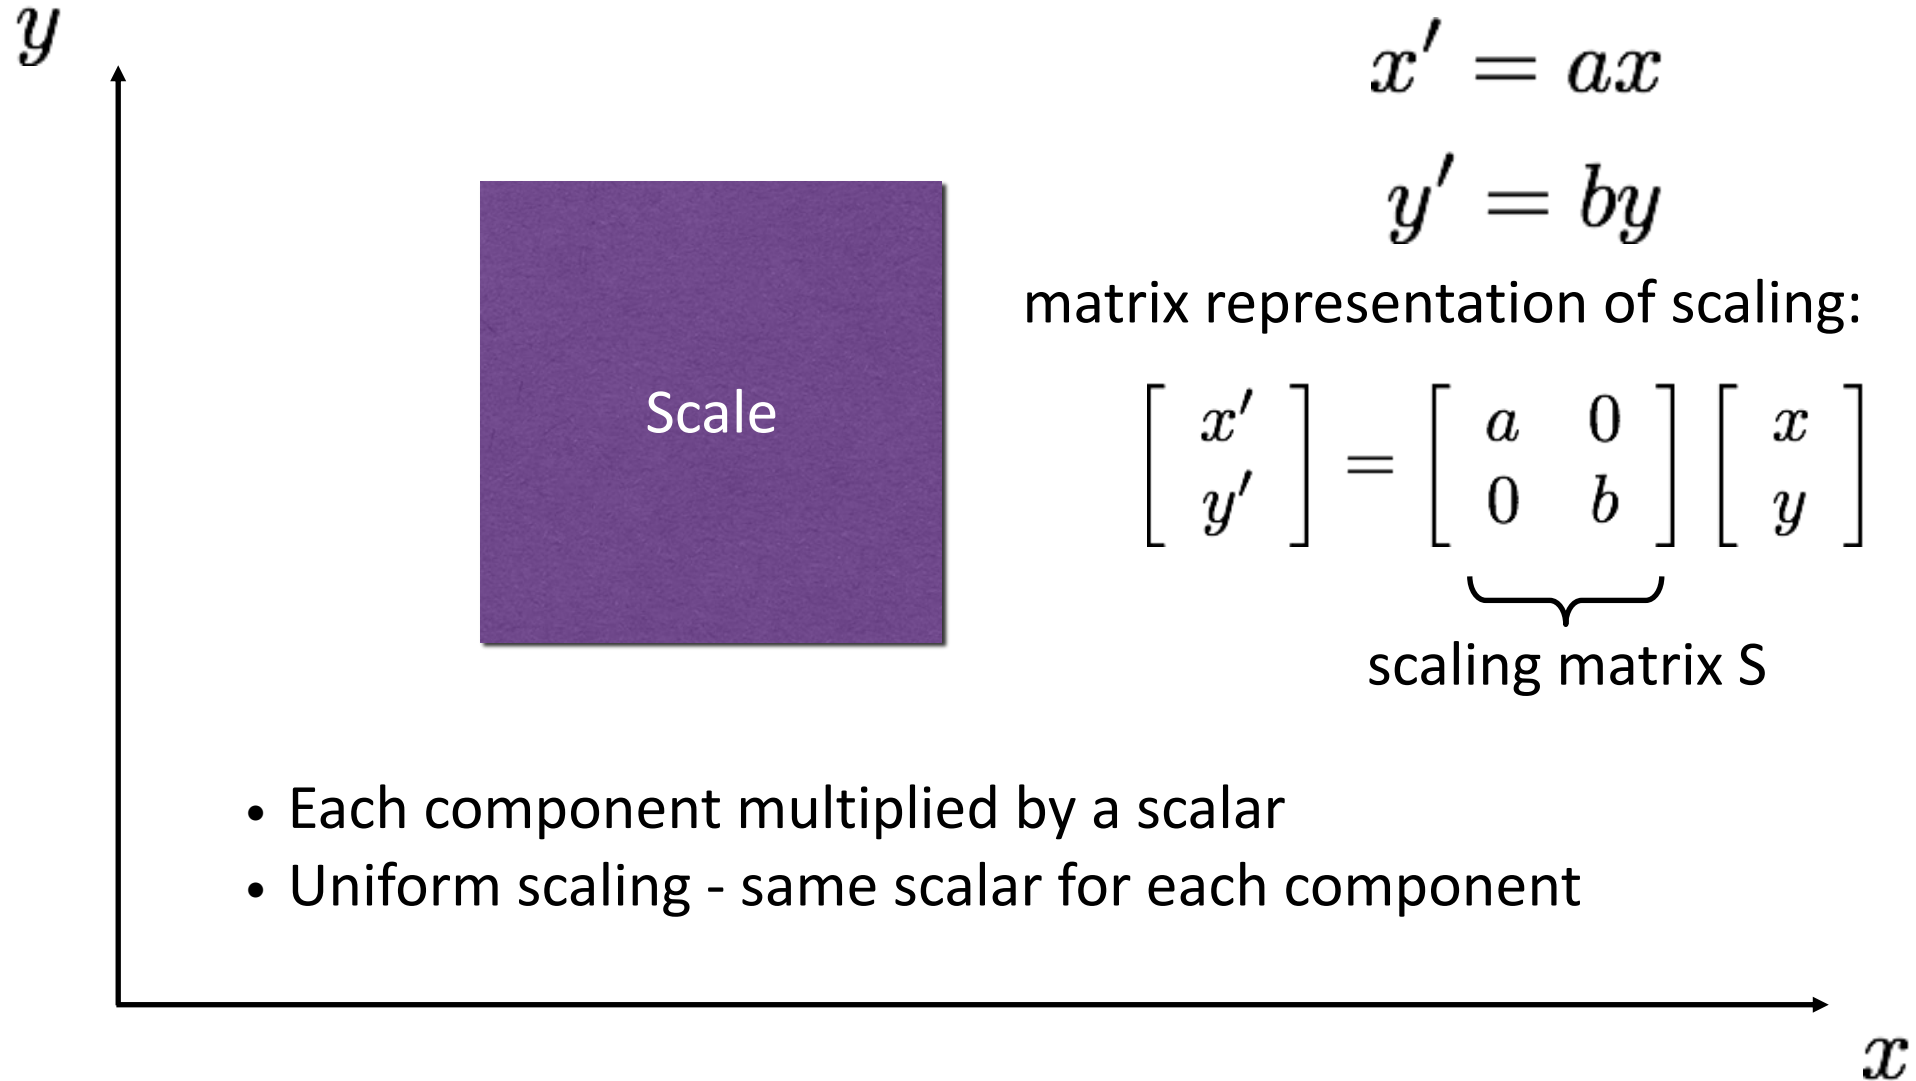 y
x′ = ax
y′ = by
matrix representation of scaling:
Scale
[ x′ ] = [ a 0 ] [ x ]
[ y′ ] [ 0 b ] [ y ]
scaling matrix S
• Each component multiplied by a scalar
• Uniform scaling - same scalar for each component
x